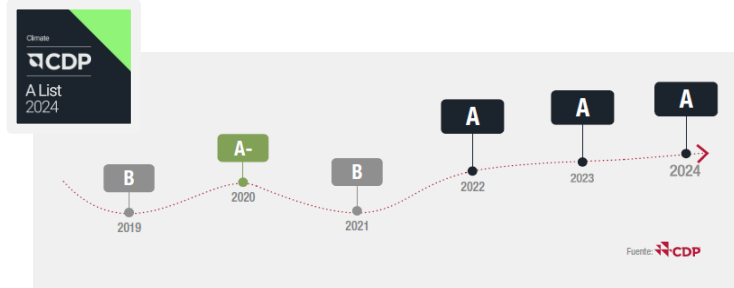 Climate
CDP
A List
2024
B
2019
A-
2020
B
2021
A
2022
A
2023
A
2024
Fuente: CDP